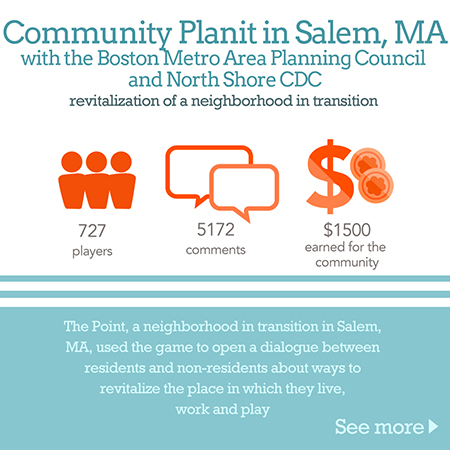 Community Planit in Salem, MA
with the Boston Metro Area Planning Council
and North Shore CDC
revitalization of a neighborhood in transition
727
players
5172
comments
$
$1500
earned for the
community
The Point, a neighborhood in transition in Salem,
MA, used the game to open a dialogue between
residents and non-residents about ways to
revitalize the place in which they live,
work and play
See more